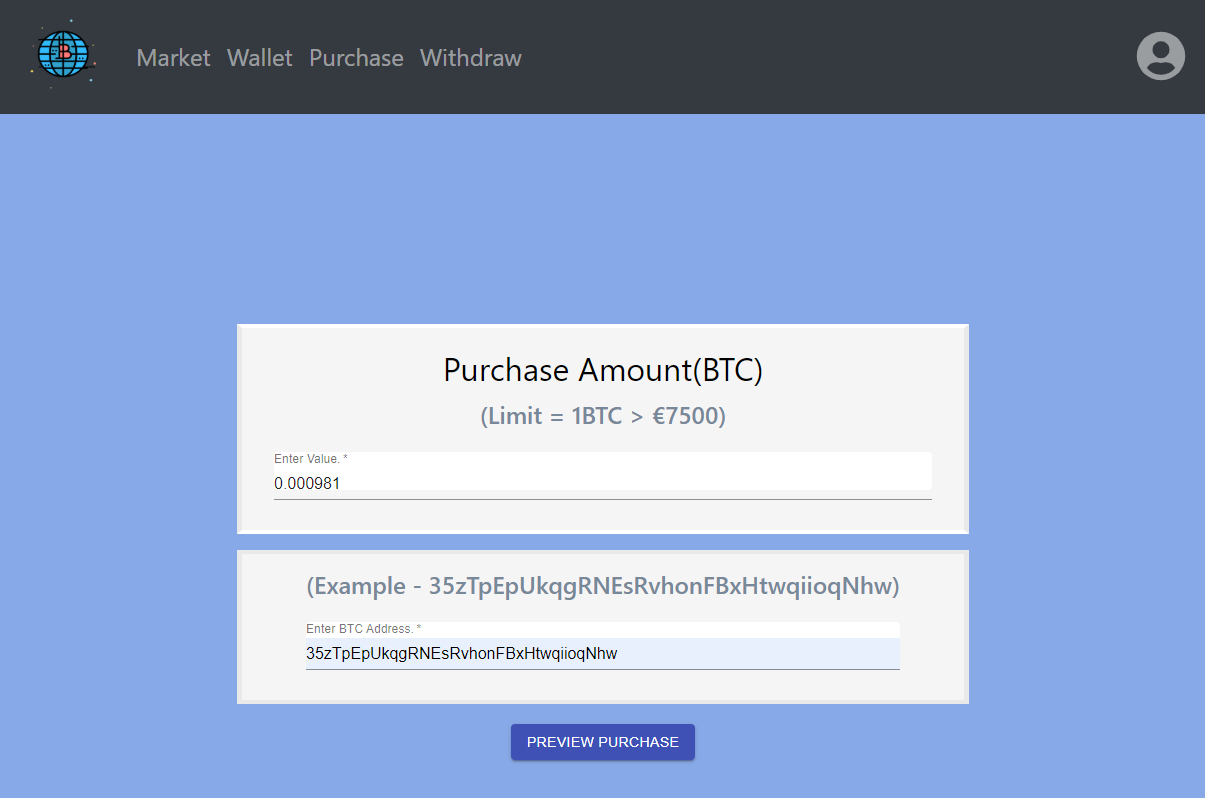 Market Wallet Purchase Withdraw
Purchase Amount(BTC)
(Limit = 1BTC > €7500)
Enter Value. *
0.000981
(Example - 35zTpEpUkqgRNEsRvhonFBxHtwqiioqNhw)
Enter BTC Address. *
35zTpEpUkqgRNEsRvhonFBxHtwqiioqNhw
PREVIEW PURCHASE